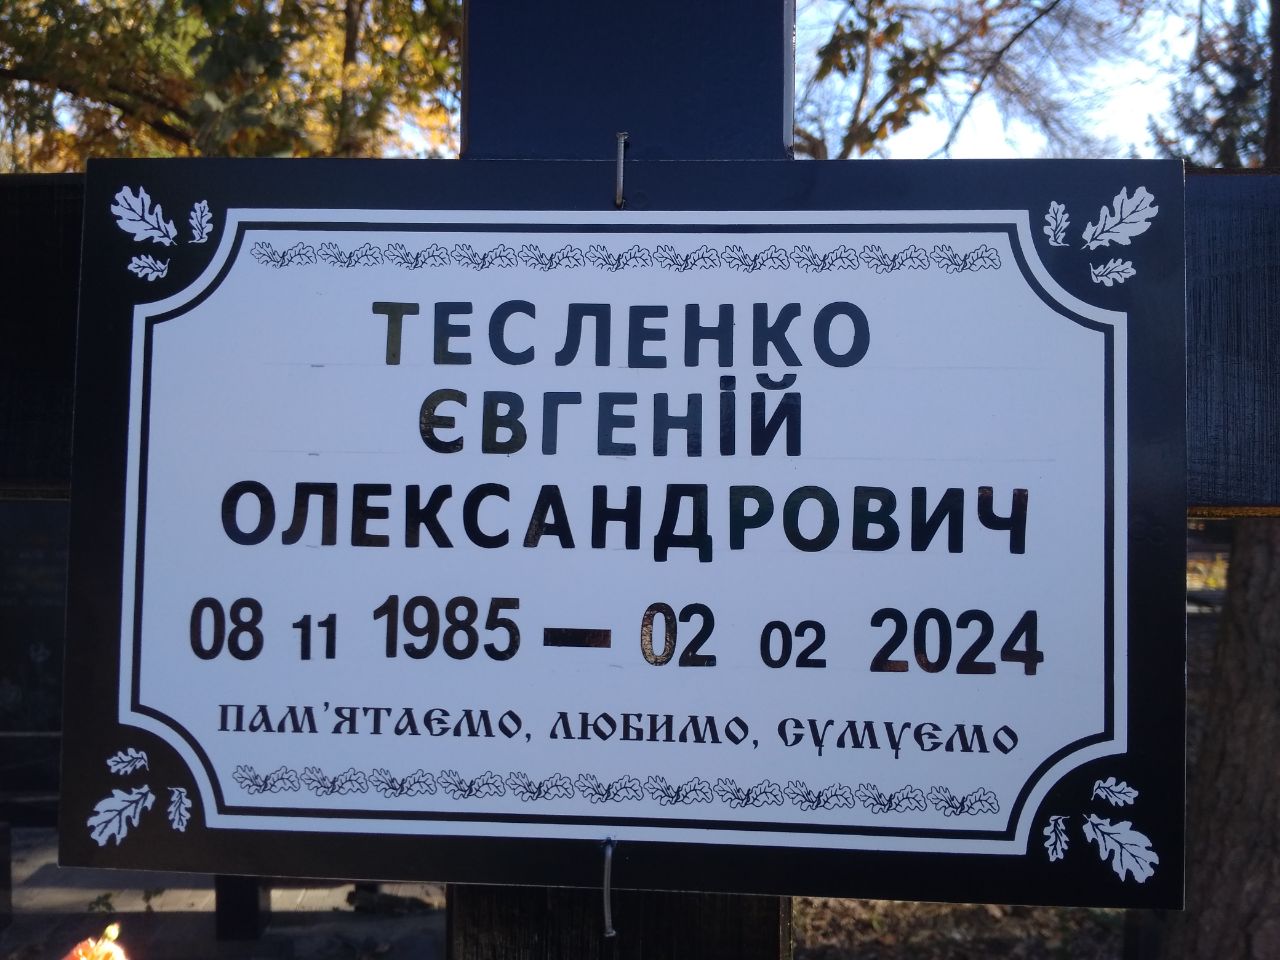 ТЕСЛЕНКО
ЄВГЕНІЙ
ОЛЕКСАНДРОВИЧ
08 11 1985 — 02 02 2024
ПАМ'ЯТАЄМО, ЛЮБИМО, СУМУЄМО